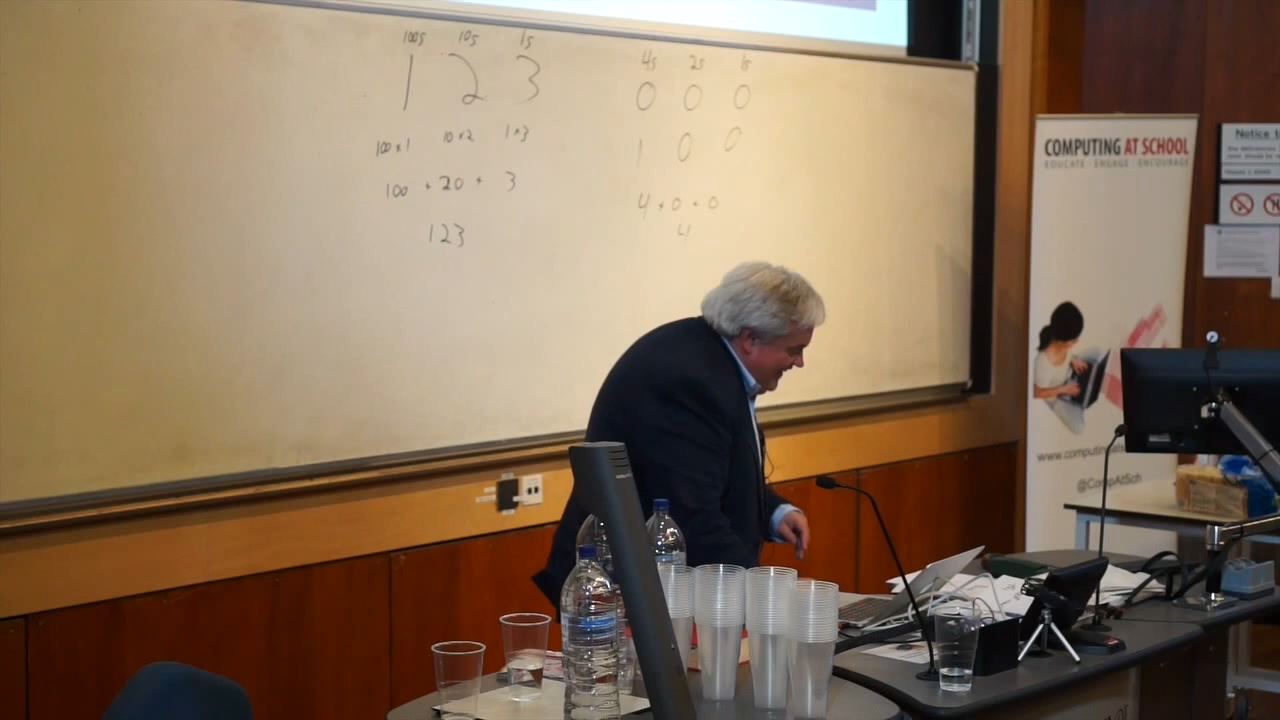 100s 10s 1s
1 2 3
100×1 10×2 1×3
100 + 20 + 3
123
4s 2s 1s
0 0 0
1 0 0
4 + 0 + 0
4
COMPUTING AT SCHOOL
EDUCATE · ENGAGE · ENCOURAGE
@CompAtSch
Notice